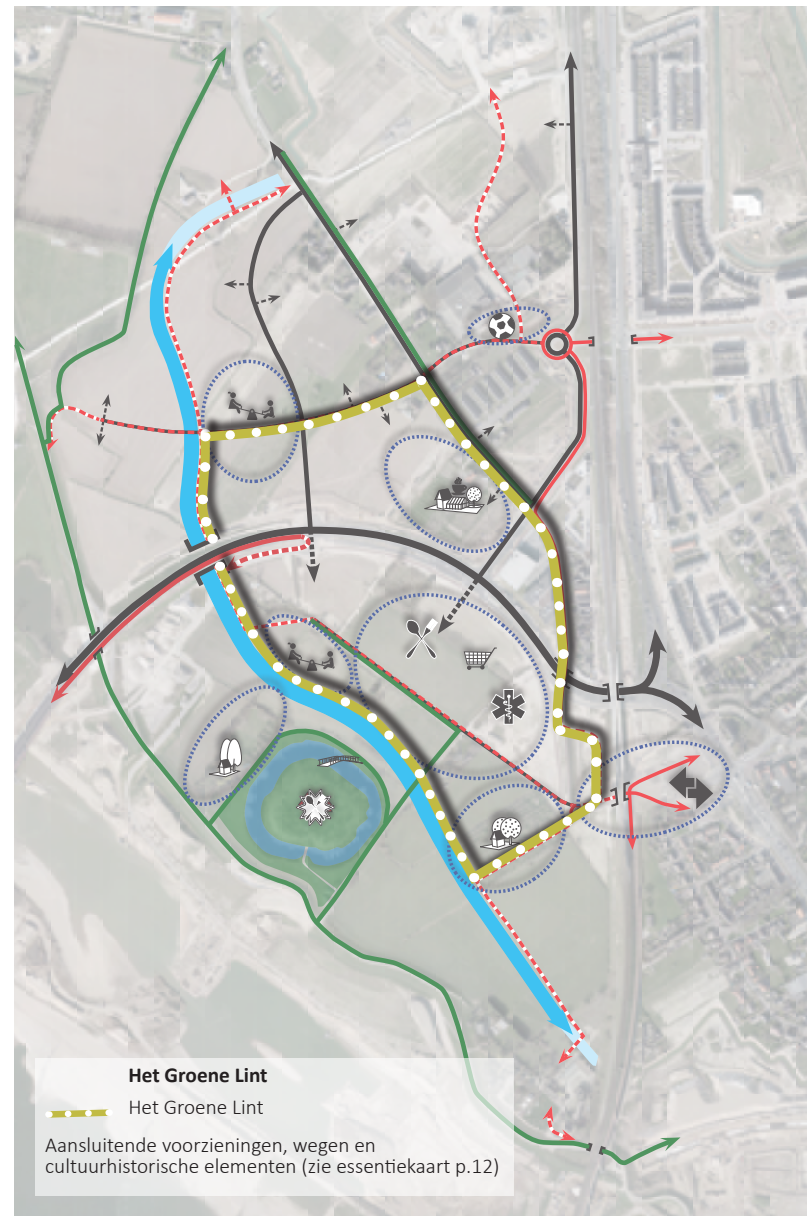 Het Groene Lint
Het Groene Lint
Aansluitende voorzieningen, wegen en
cultuurhistorische elementen (zie essentiekaart p.12)